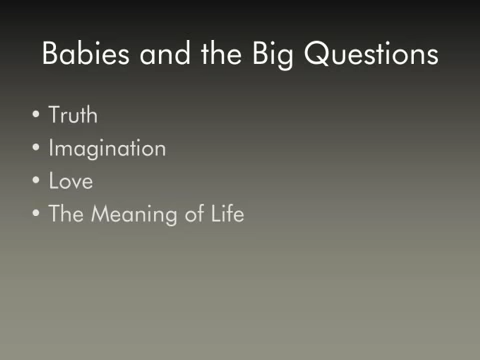 Babies and the Big Questions
• Truth
• Imagination
• Love
• The Meaning of Life